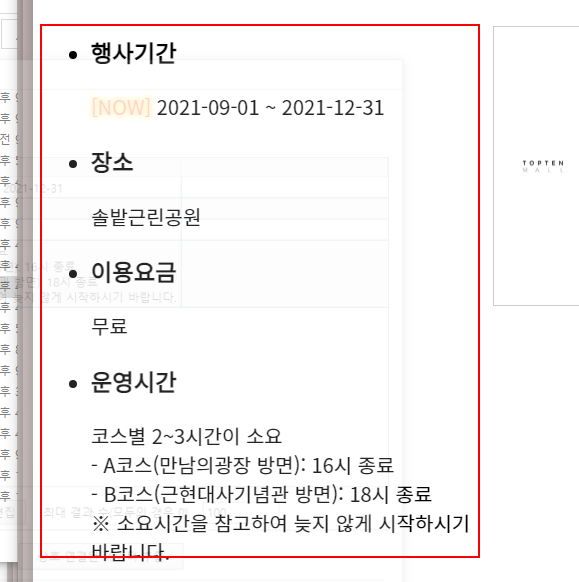 행사기간
[NOW] 2021-09-01 ~ 2021-12-31
장소
솔밭근린공원
이용요금
무료
운영시간
코스별 2~3시간이 소요
- A코스(만남의광장 방면): 16시 종료
- B코스(근현대사기념관 방면): 18시 종료
※ 소요시간을 참고하여 늦지 않게 시작하시기
바랍니다.
TOPTEN
MALL